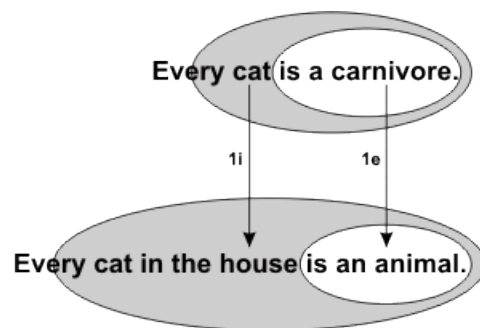 Every cat is a carnivore.
1i 1e
Every cat in the house is an animal.